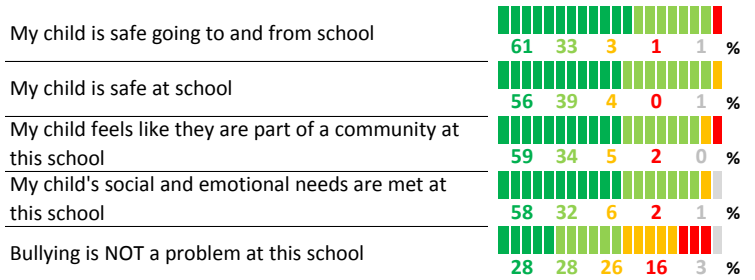 My child is safe going to and from school
61 33 3 1 1 %
My child is safe at school
56 39 4 0 1 %
My child feels like they are part of a community at
this school
59 34 5 2 0 %
My child's social and emotional needs are met at
this school
58 32 6 2 1 %
Bullying is NOT a problem at this school
28 28 26 16 3 %